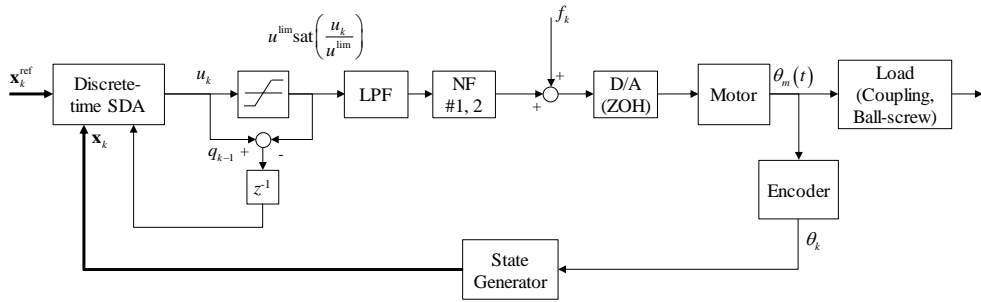 u^lim sat(u_k / u^lim)
f_k
x_k^ref
Discrete-
time SDA
u_k
LPF
NF
#1, 2
+
+
D/A
(ZOH)
Motor
θ_m(t)
Load
(Coupling,
Ball-screw)
x_k
q_{k−1} + -
z^-1
Encoder
θ_k
State
Generator